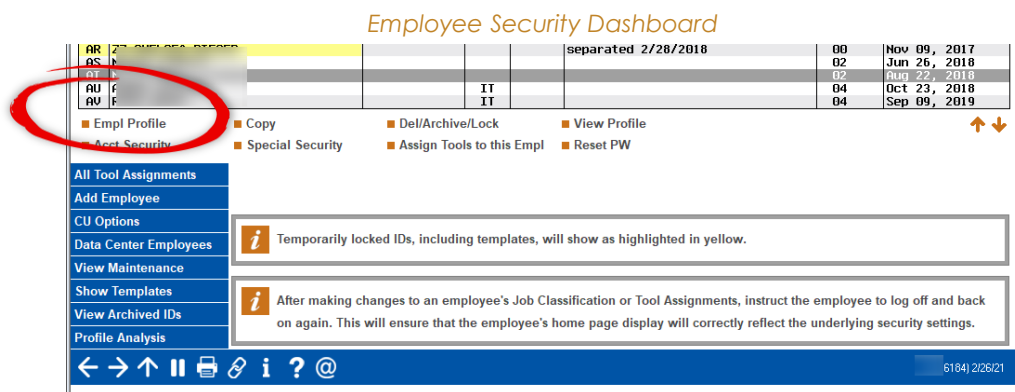 Employee Security Dashboard
AR separated 2/28/2018 00 Nov 09, 2017
AS 02 Jun 26, 2018
AT 02 Aug 22, 2018
AU IT 04 Oct 23, 2018
AV IT 04 Sep 09, 2019
Empl Profile Copy Del/Archive/Lock View Profile
Acct Security Special Security Assign Tools to this Empl Reset PW
All Tool Assignments
Add Employee
CU Options
Data Center Employees
View Maintenance
Show Templates
View Archived IDs
Profile Analysis
i Temporarily locked IDs, including templates, will show as highlighted in yellow.
i After making changes to an employee's Job Classification or Tool Assignments, instruct the employee to log off and back
on again. This will ensure that the employee's home page display will correctly reflect the underlying security settings.
i ? @
6184) 2/26/21